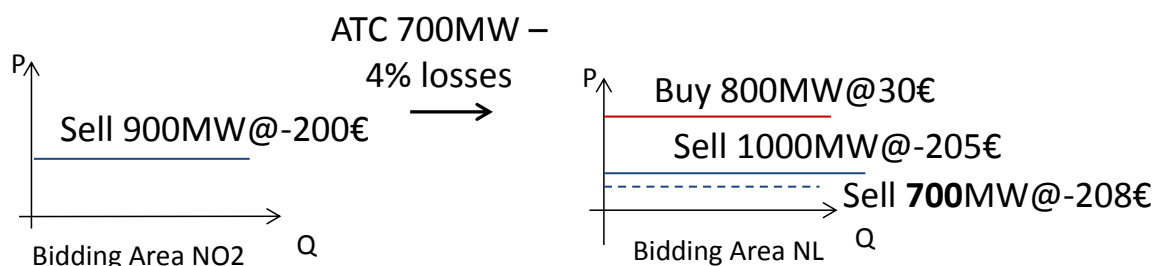 ATC 700MW –
4% losses
P
Sell 900MW@-200€
Q
Bidding Area NO2
P
Buy 800MW@30€
Sell 1000MW@-205€
Sell 700MW@-208€
Q
Bidding Area NL